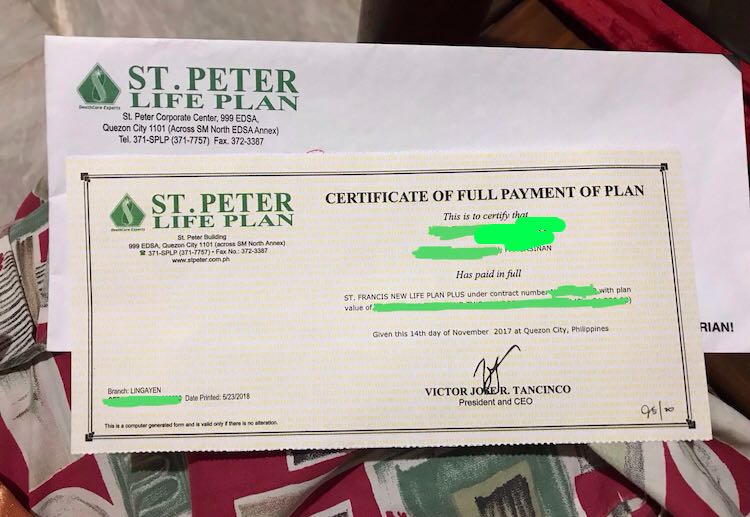 ST. PETER
LIFE PLAN
DeathCare Experts
St. Peter Corporate Center, 999 EDSA,
Quezon City 1101 (Across SM North EDSA Annex)
Tel. 371-SPLP (371-7757) Fax. 372-3387
RIAN!
ST. PETER
LIFE PLAN
DeathCare Experts
St. Peter Building
999 EDSA, Quezon City 1101 (across SM North Annex)
☎ 371-SPLP (371-7757) • Fax No.: 372-3387
www.stpeter.com.ph
CERTIFICATE OF FULL PAYMENT OF PLAN
This is to certify that
SINAN
Has paid in full
ST. FRANCIS NEW LIFE PLAN PLUS under contract number with plan
value of
Given this 14th day of November 2017 at Quezon City, Philippines
VICTOR JOSE R. TANCINCO
President and CEO
Branch: LINGAYEN
Date Printed: 5/23/2018
This is a computer generated form and is valid only if there is no alteration.